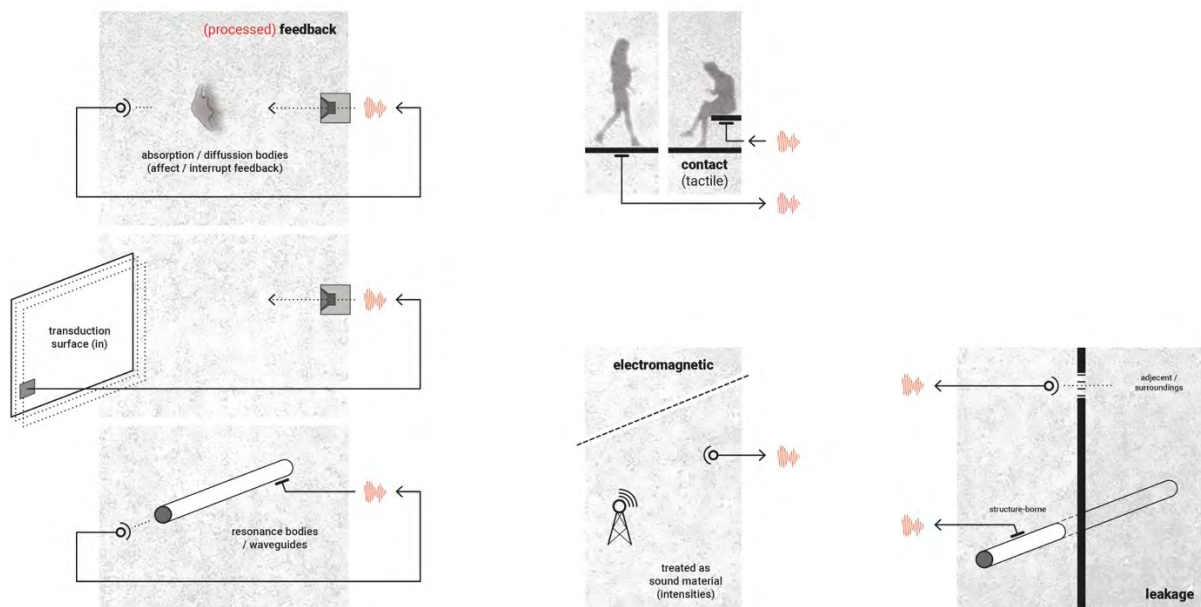 (processed) feedback
absorption / diffussion bodies
(affect / interrupt feedback)
transduction
surface (in)
resonance bodies
/ waveguides
contact
(tactile)
electromagnetic
treated as
sound material
(intensities)
adjecent /
surroundings
structure-borne
leakage